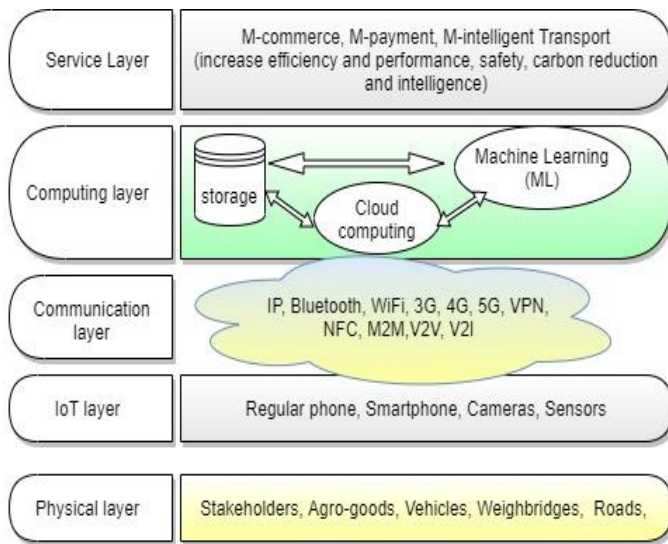 Service Layer
M-commerce, M-payment, M-intelligent Transport
(increase efficiency and performance, safety, carbon reduction
and intelligence)
Computing layer
storage
Machine Learning
(ML)
Cloud
computing
Communication
layer
IP, Bluetooth, WiFi, 3G, 4G, 5G, VPN,
NFC, M2M,V2V, V2I
IoT layer
Regular phone, Smartphone, Cameras, Sensors
Physical layer
Stakeholders, Agro-goods, Vehicles, Weighbridges, Roads,